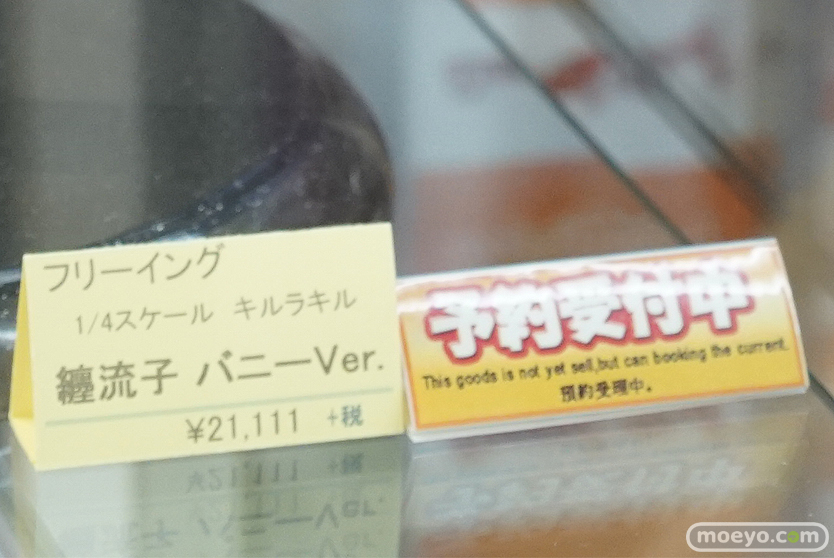 フリーイング
1/4スケール キルラキル
纏流子 バニーVer.
¥21,111 +税
予約受付中
This goods is not yet sell,but can booking the current.
預約受理中。
moeyo.com